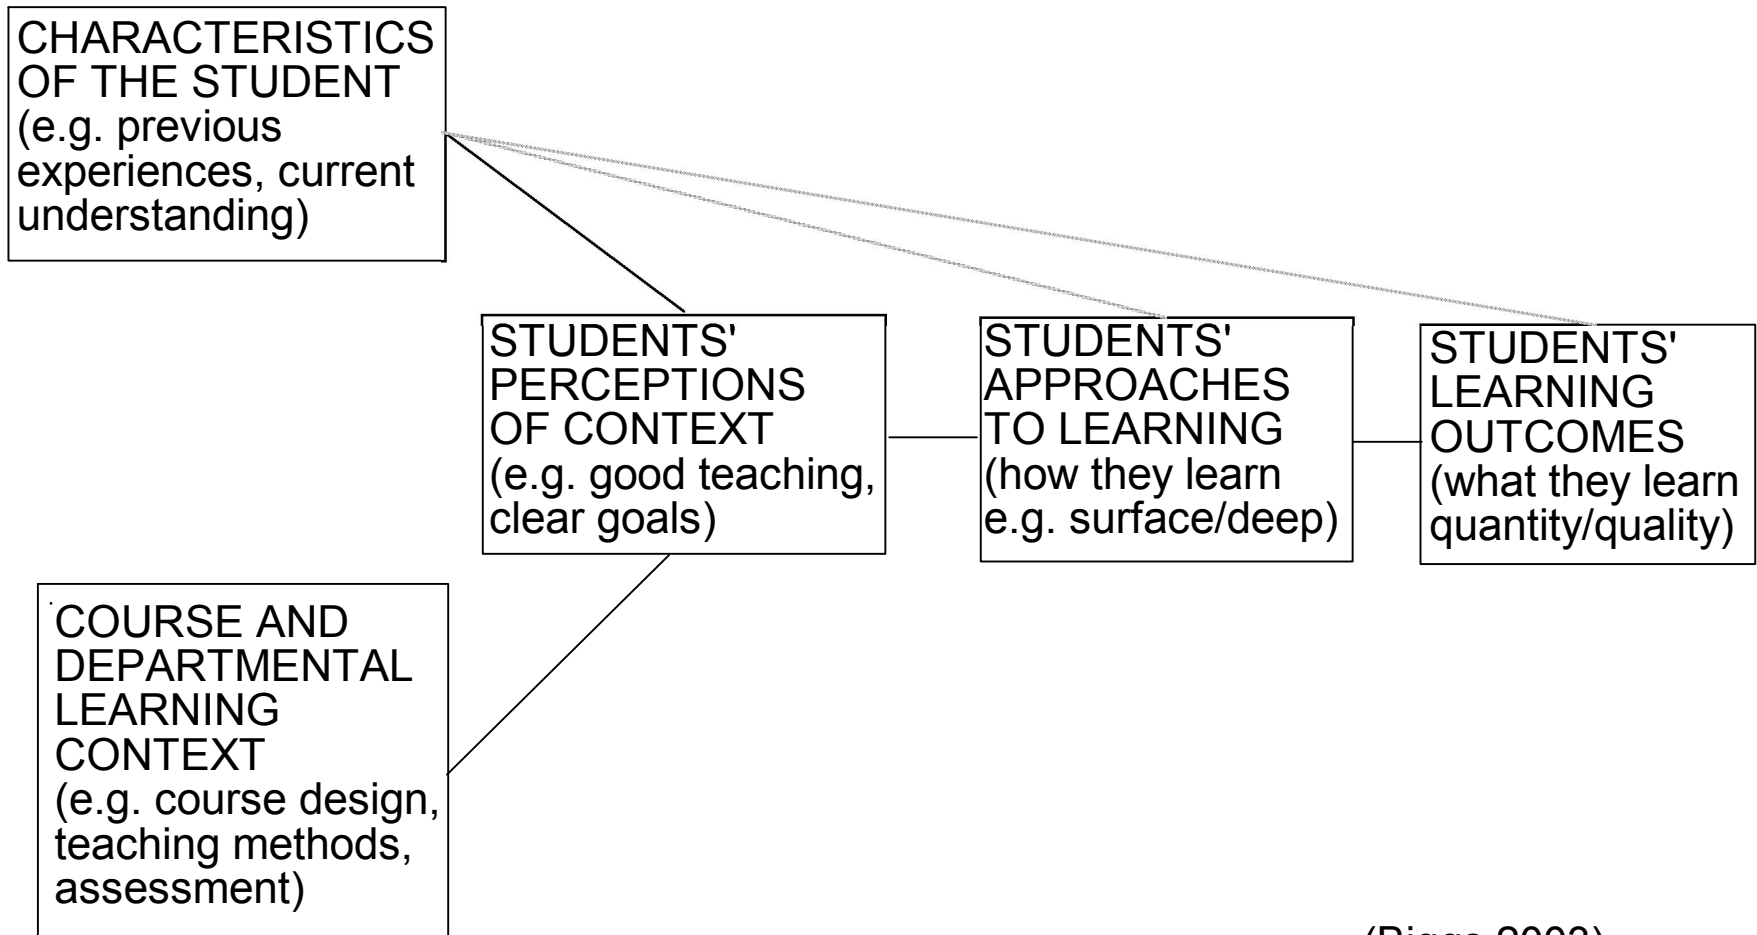 CHARACTERISTICS
OF THE STUDENT
(e.g. previous
experiences, current
understanding)
STUDENTS'
PERCEPTIONS
OF CONTEXT
(e.g. good teaching,
clear goals)
STUDENTS'
APPROACHES
TO LEARNING
(how they learn
e.g. surface/deep)
STUDENTS'
LEARNING
OUTCOMES
(what they learn
quantity/quality)
COURSE AND
DEPARTMENTAL
LEARNING
CONTEXT
(e.g. course design,
teaching methods,
assessment)
(Biggs 2003)